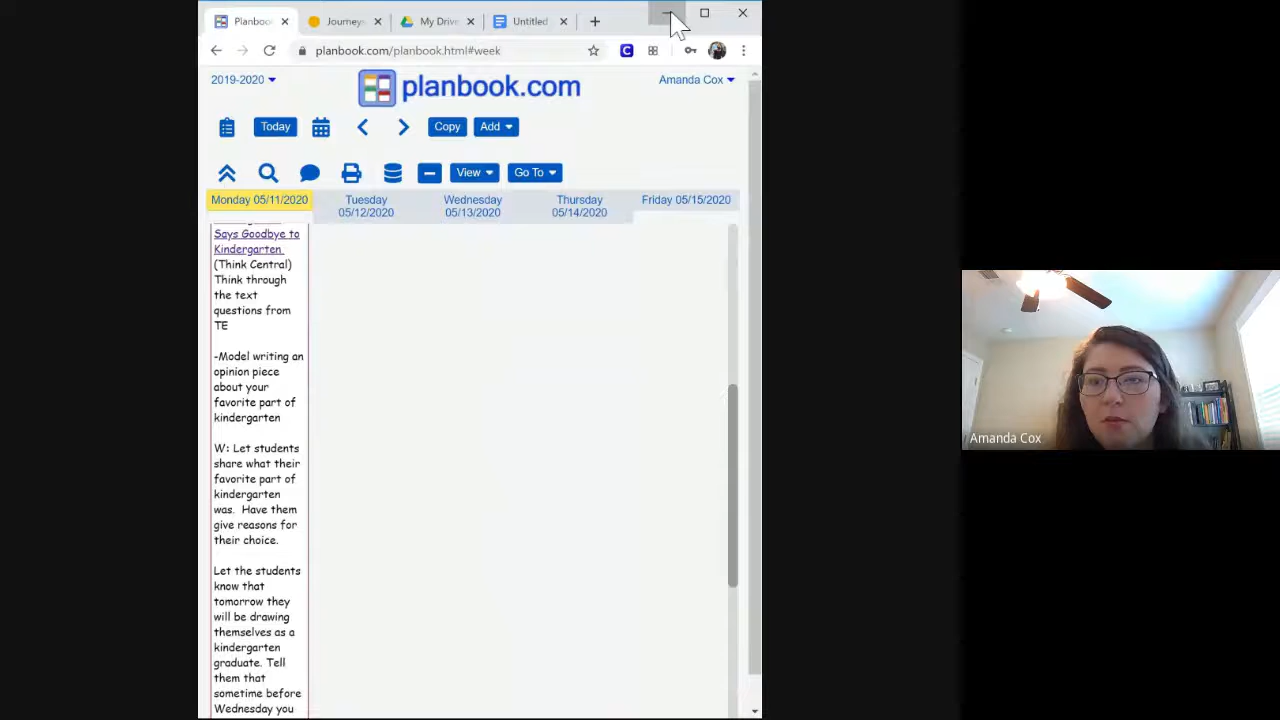 Planboo
Journeys
My Drive
Untitled
planbook.com/planbook.html#week
2019-2020
planbook.com
Amanda Cox
Today
Copy
Add
View
Go To
Monday 05/11/2020
Tuesday
05/12/2020
Wednesday
05/13/2020
Thursday
05/14/2020
Friday 05/15/2020
Says Goodbye to
Kindergarten
(Think Central)
Think through
the text
questions from
TE
-Model writing an
opinion piece
about your
favorite part of
kindergarten
W: Let students
share what their
favorite part of
kindergarten
was. Have them
give reasons for
their choice.
Let the students
know that
tomorrow they
will be drawing
themselves as a
kindergarten
graduate. Tell
them that
sometime before
Wednesday you
Amanda Cox